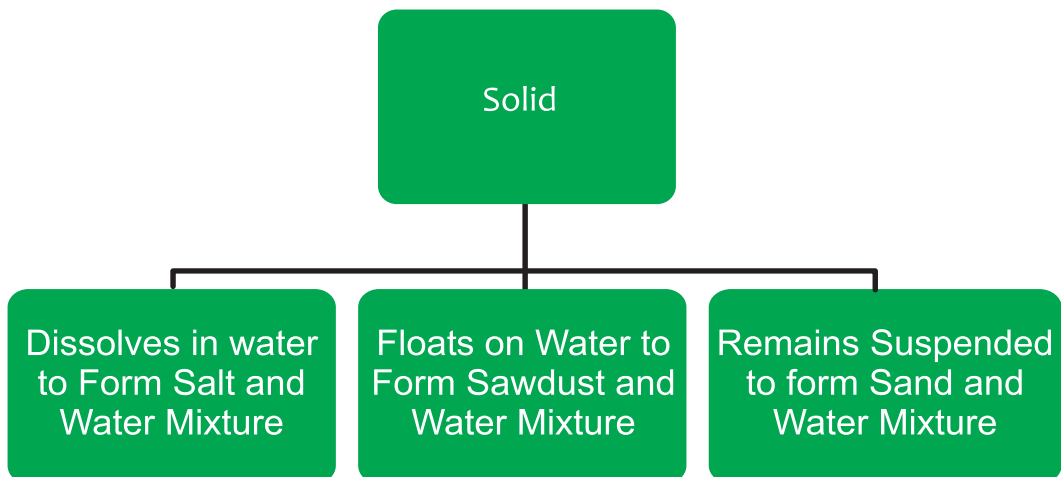 Solid
Dissolves in water
to Form Salt and
Water Mixture
Floats on Water to
Form Sawdust and
Water Mixture
Remains Suspended
to form Sand and
Water Mixture